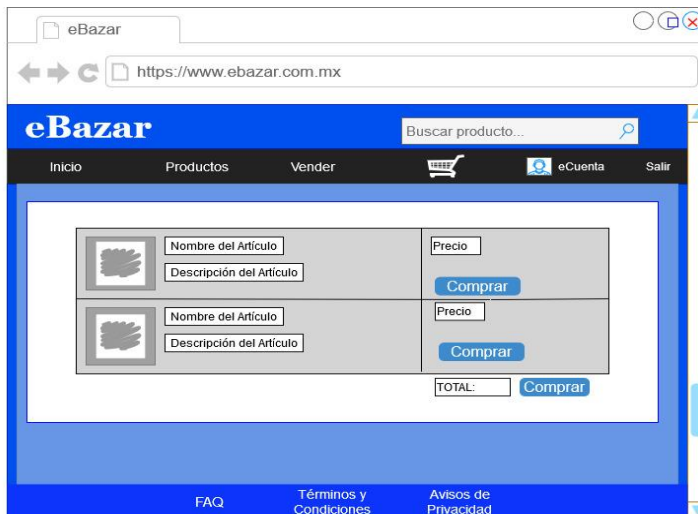 eBazar
https://www.ebazar.com.mx
eBazar
Buscar producto...
Inicio Productos Vender eCuenta Salir
Nombre del Artículo
Descripción del Artículo
Precio
Comprar
Nombre del Artículo
Descripción del Artículo
Precio
Comprar
TOTAL: Comprar
FAQ
Términos y
Condiciones
Avisos de
Privacidad